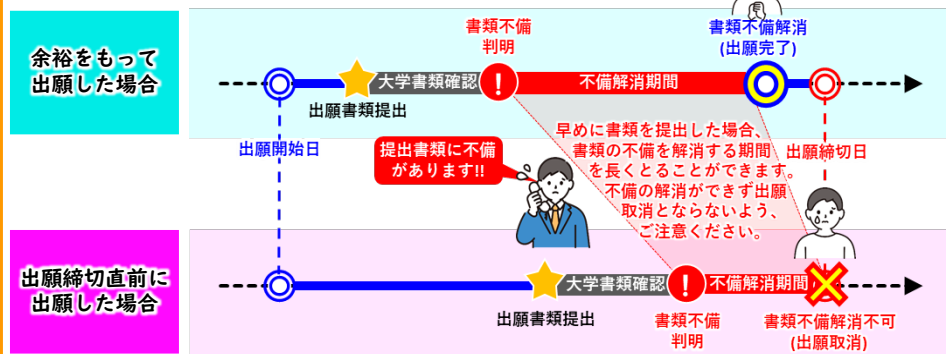 余裕をもって
出願した場合
書類不備
判明
書類不備解消
(出願完了)
大学書類確認
!
不備解消期間
出願書類提出
出願開始日
提出書類に不備
があります!!
早めに書類を提出した場合、
書類の不備を解消する期間
を長くとることができます。
不備の解消ができず出願
取消とならないよう、
ご注意ください。
出願締切日
出願締切直前に
出願した場合
大学書類確認
!
不備解消期間
出願書類提出
書類不備
判明
書類不備解消不可
(出願取消)